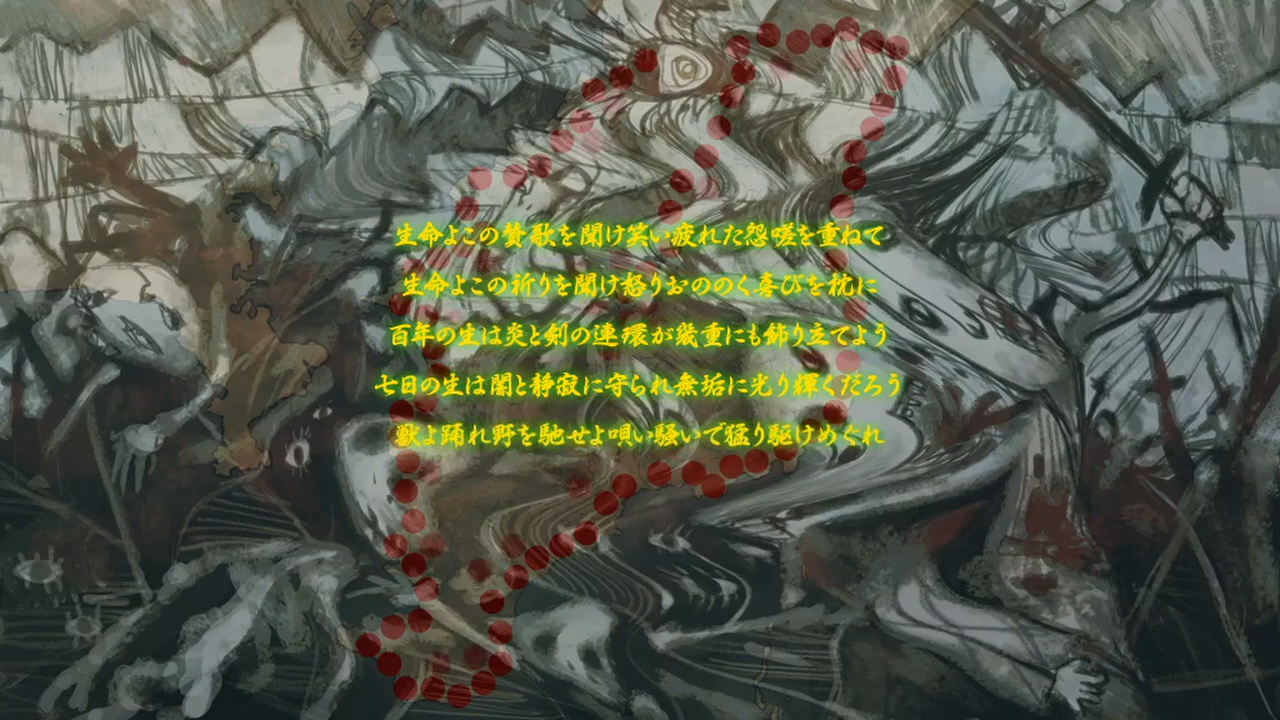 生命よこの賛歌を聞け笑い疲れた怨嗟を重ねて
生命よこの祈りを聞け怒りおののく喜びを枕に
百年の生は炎と剣の連環が幾重にも飾り立てよう
七日の生は闇と静寂に守られ無垢に光り輝くだろう
獣よ踊れ野を馳せよ唄い騒いで猛り駆けめぐれ